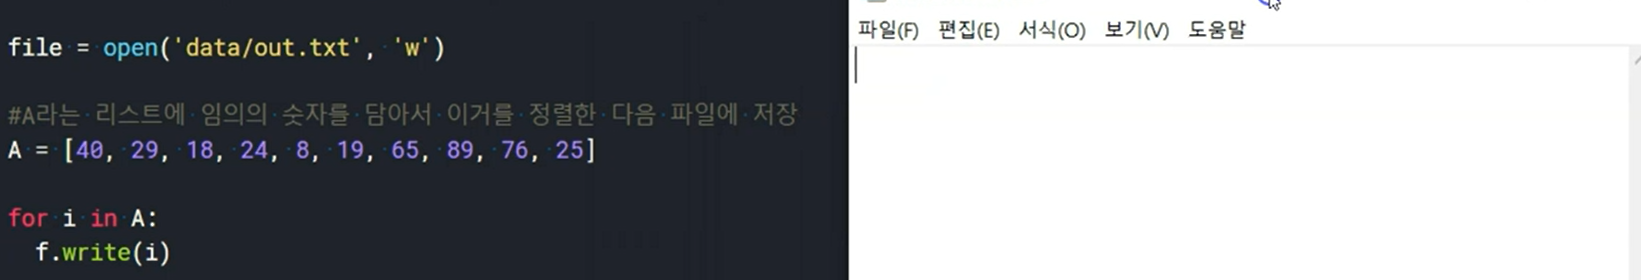 file = open('data/out.txt', 'w')
#A라는 리스트에 임의의 숫자를 담아서 이거를 정렬한 다음 파일에 저장
A = [40, 29, 18, 24, 8, 19, 65, 89, 76, 25]
for i in A:
  f.write(i)
파일(F) 편집(E) 서식(O) 보기(V) 도움말